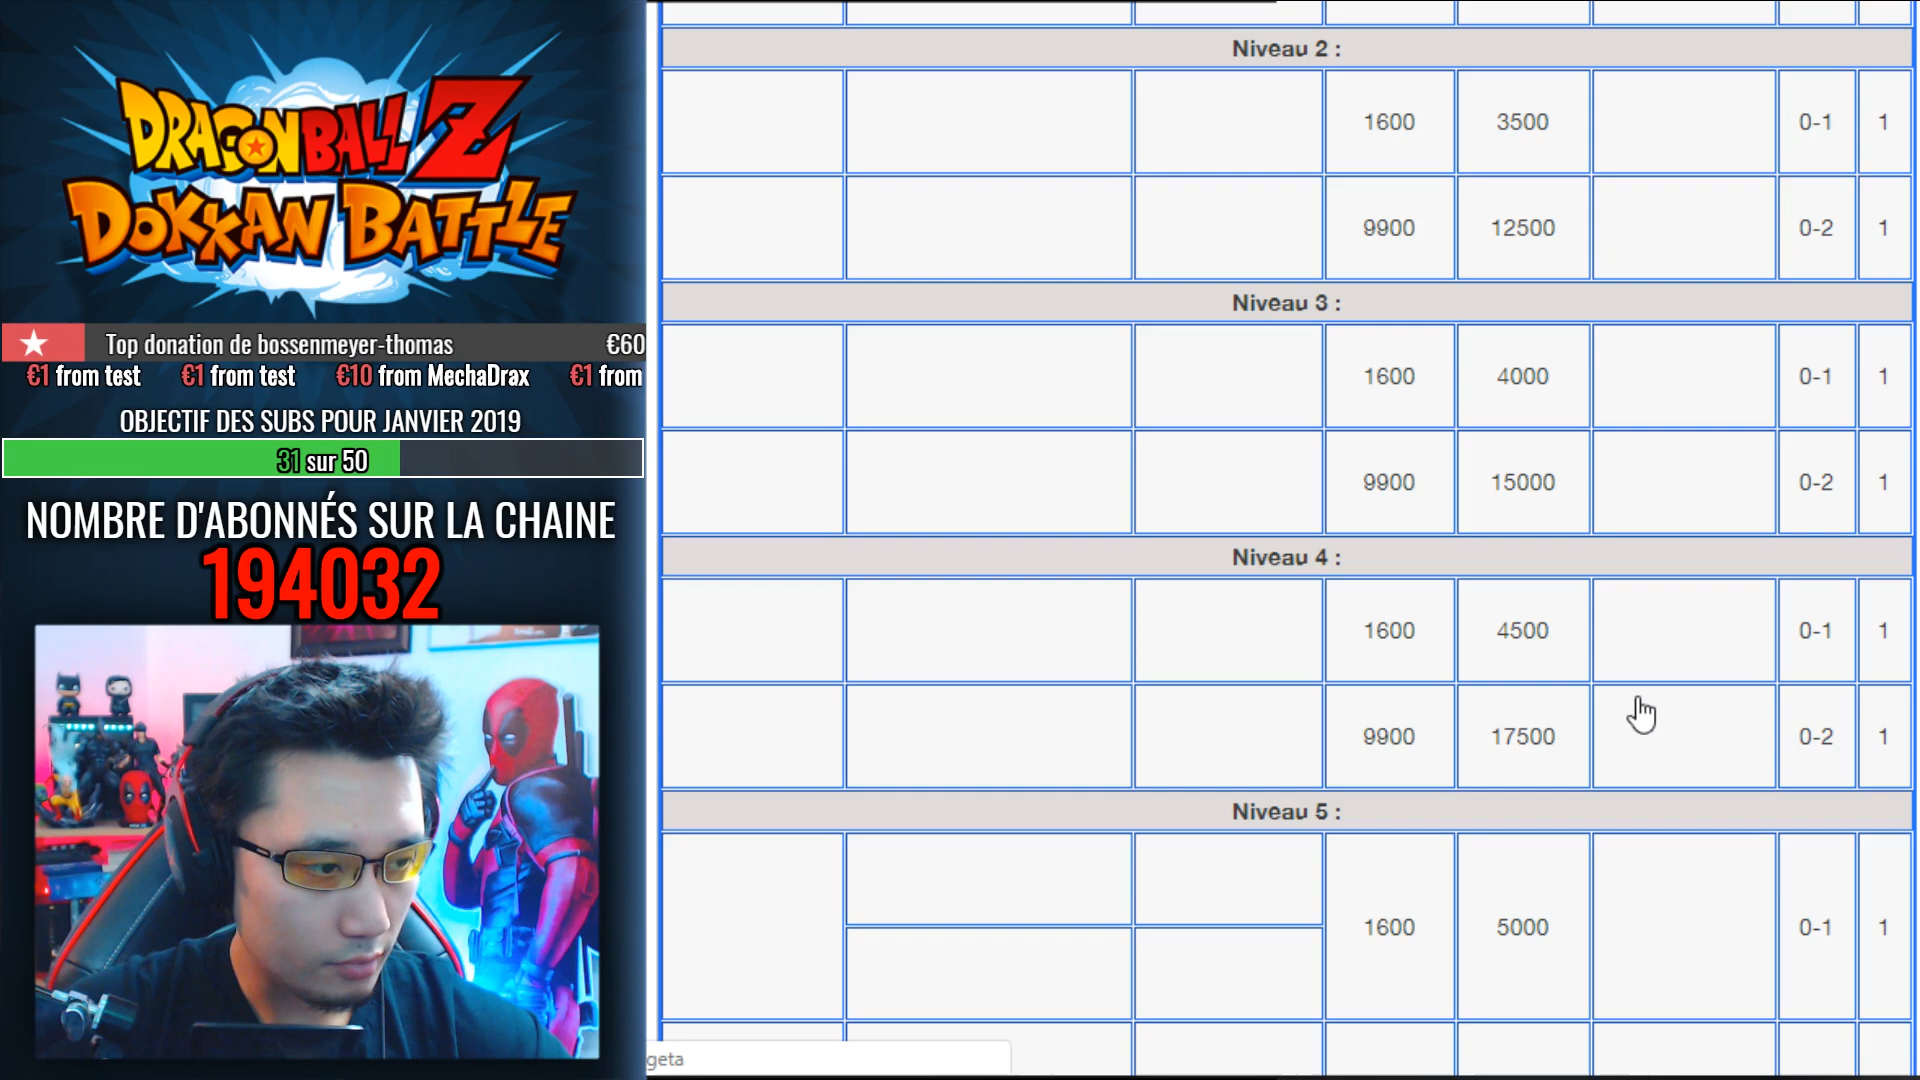 DRAGONBALL Z
DOKKAN BATTLE
Top donation de bossenmeyer-thomas €60
€1 from test €1 from test €10 from MechaDrax €1 from
OBJECTIF DES SUBS POUR JANVIER 2019
31 sur 50
NOMBRE D'ABONNÉS SUR LA CHAINE
194032
Niveau 2 :
1600 3500 0-1 1
9900 12500 0-2 1
Niveau 3 :
1600 4000 0-1 1
9900 15000 0-2 1
Niveau 4 :
1600 4500 0-1 1
9900 17500 0-2 1
Niveau 5 :
1600 5000 0-1 1
geta